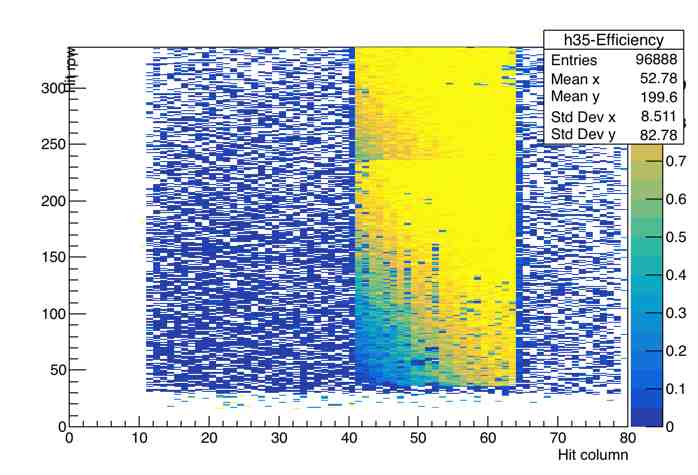 h35-Efficiency
Entries 96888
Mean x 52.78
Mean y 199.6
Std Dev x 8.511
Std Dev y 82.78
300
250
200
150
100
50
0
0 10 20 30 40 50 60 70 80
Hit column
0.7
0.6
0.5
0.4
0.3
0.2
0.1
0